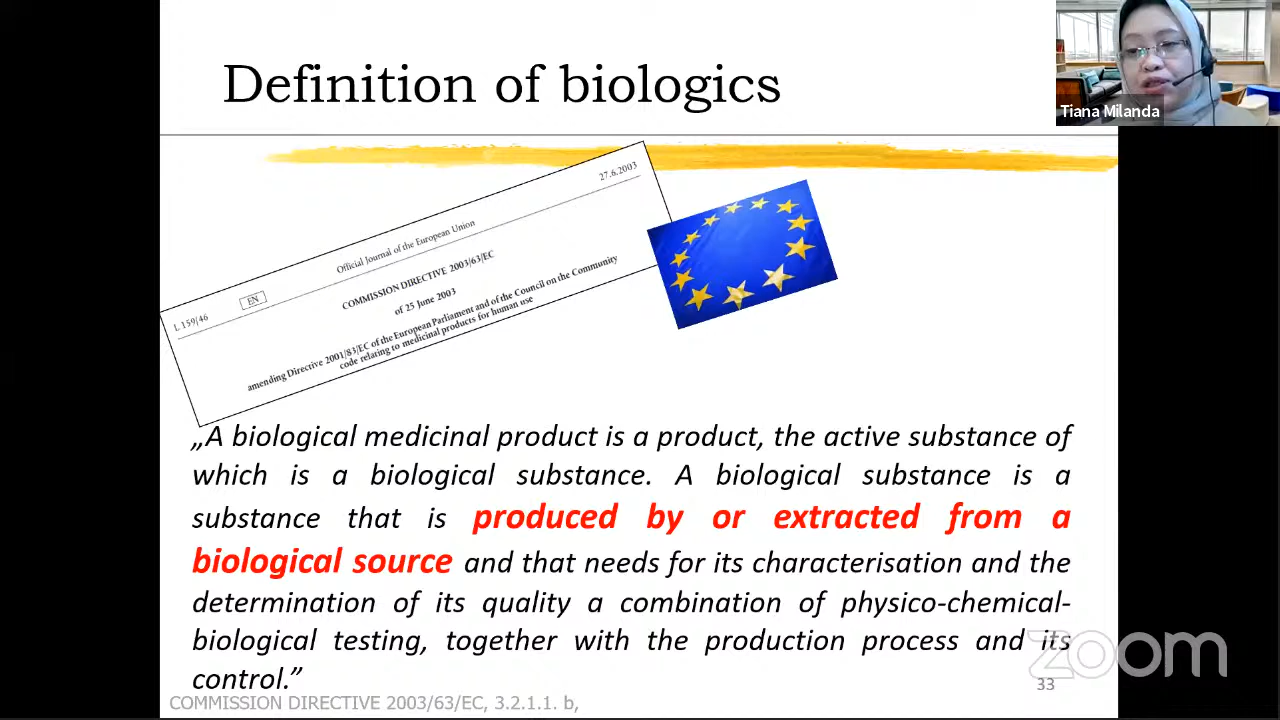 Definition of biologics
Tiana Milanda
L 159/46
EN
Official Journal of the European Union
27.6.2003
COMMISSION DIRECTIVE 2003/63/EC
of 25 June 2003
amending Directive 2001/83/EC of the European Parliament and of the Council on the Community
code relating to medicinal products for human use
„A biological medicinal product is a product, the active substance of
which is a biological substance. A biological substance is a
substance that is produced by or extracted from a
biological source and that needs for its characterisation and the
determination of its quality a combination of physico-chemical-
biological testing, together with the production process and its
control.”
zoom
33
COMMISSION DIRECTIVE 2003/63/EC, 3.2.1.1. b,